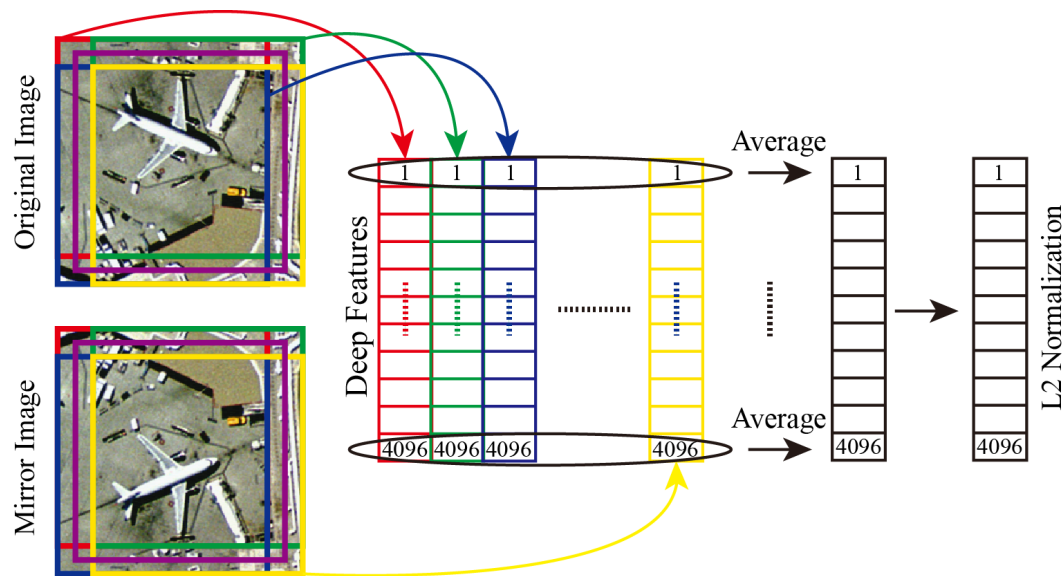 Original Image
Mirror Image
Deep Features
1 1 1 1
4096 4096 4096 4096
Average
Average
1
4096
1
4096
L2 Normalization